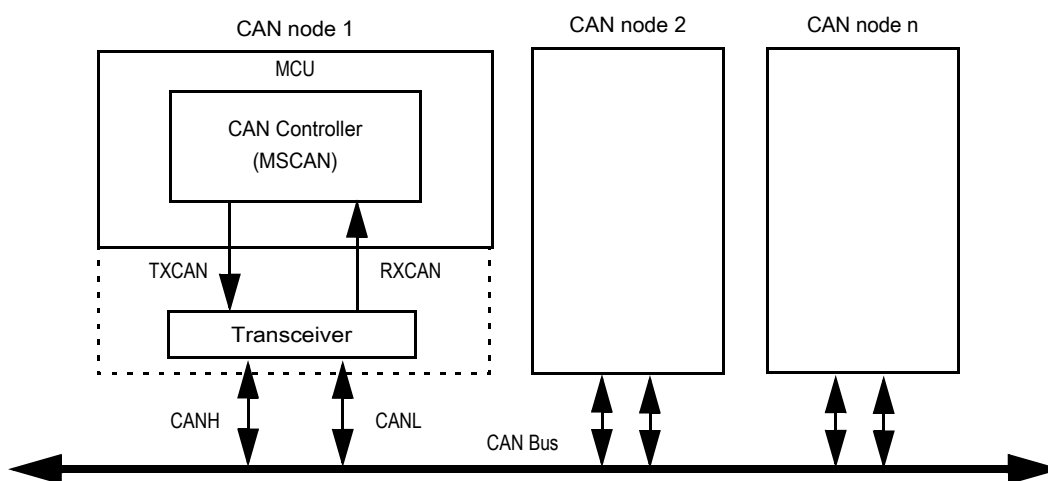 CAN node 1
CAN node 2
CAN node n
MCU
CAN Controller
(MSCAN)
TXCAN
RXCAN
Transceiver
CANH
CANL
CAN Bus